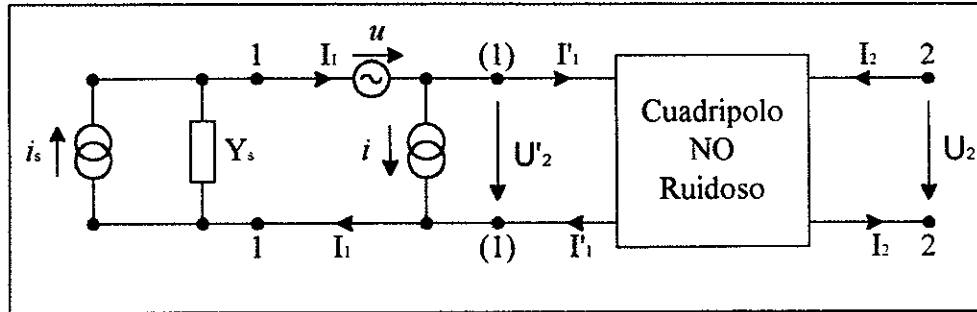 u
1 I₁ (1) I'₁ I₂ 2
Cuadripolo
NO
Ruidoso
iₛ Yₛ i U'₂ U₂
1 I₁ (1) I'₁ I₂ 2